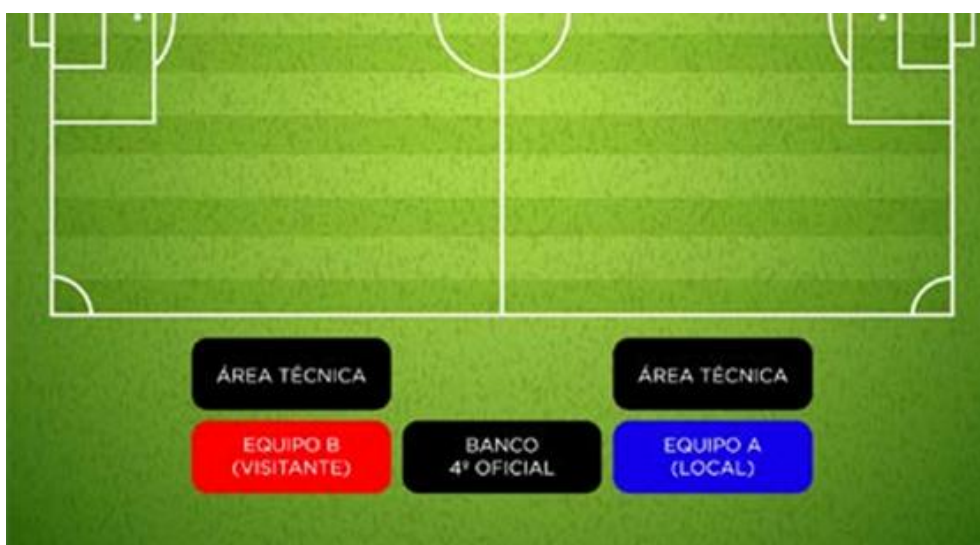 ÁREA TÉCNICA
ÁREA TÉCNICA
EQUIPO B
(VISITANTE)
BANCO
4º OFICIAL
EQUIPO A
(LOCAL)